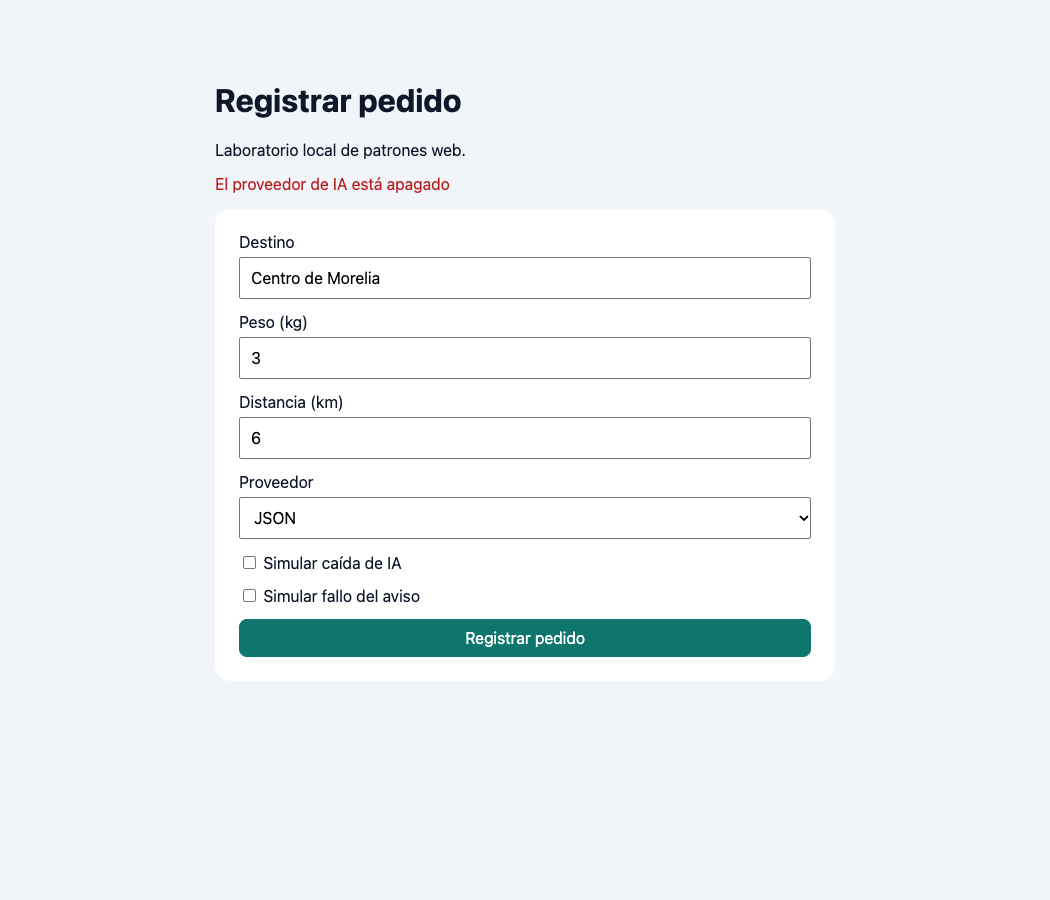 Registrar pedido
Laboratorio local de patrones web.
El proveedor de IA está apagado
Destino
Centro de Morelia
Peso (kg)
3
Distancia (km)
6
Proveedor
JSON
Simular caída de IA
Simular fallo del aviso
Registrar pedido